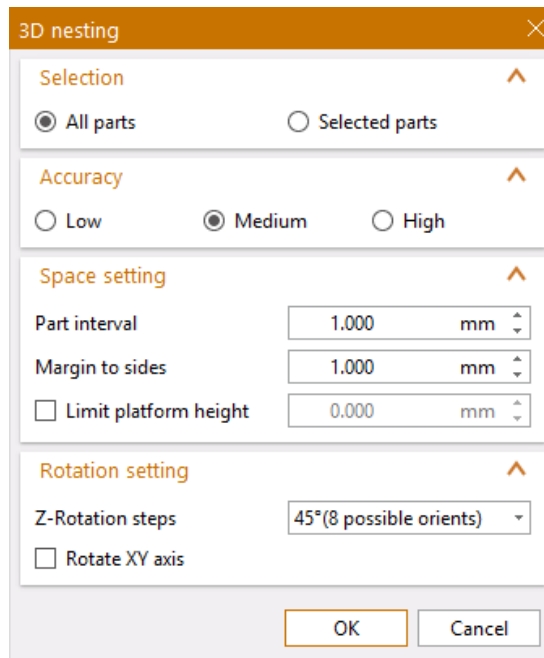 3D nesting
Selection
All parts Selected parts
Accuracy
Low Medium High
Space setting
Part interval 1.000 mm
Margin to sides 1.000 mm
Limit platform height 0.000 mm
Rotation setting
Z-Rotation steps 45°(8 possible orients)
Rotate XY axis
OK Cancel